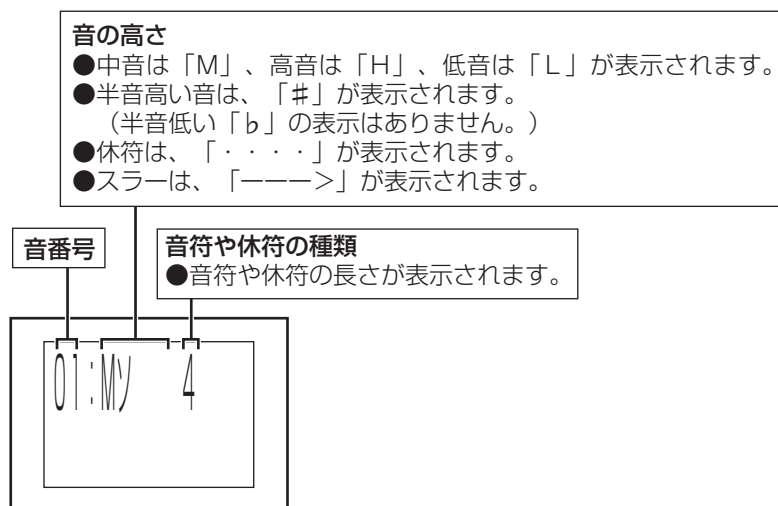 音の高さ
●中音は「M」、高音は「H」、低音は「L」が表示されます。
●半音高い音は、「♯」が表示されます。
（半音低い「♭」の表示はありません。）
●休符は、「・・・・」が表示されます。
●スラーは、「ーーー＞」が表示されます。
音番号
音符や休符の種類
●音符や休符の長さが表示されます。
01:Mソ 4